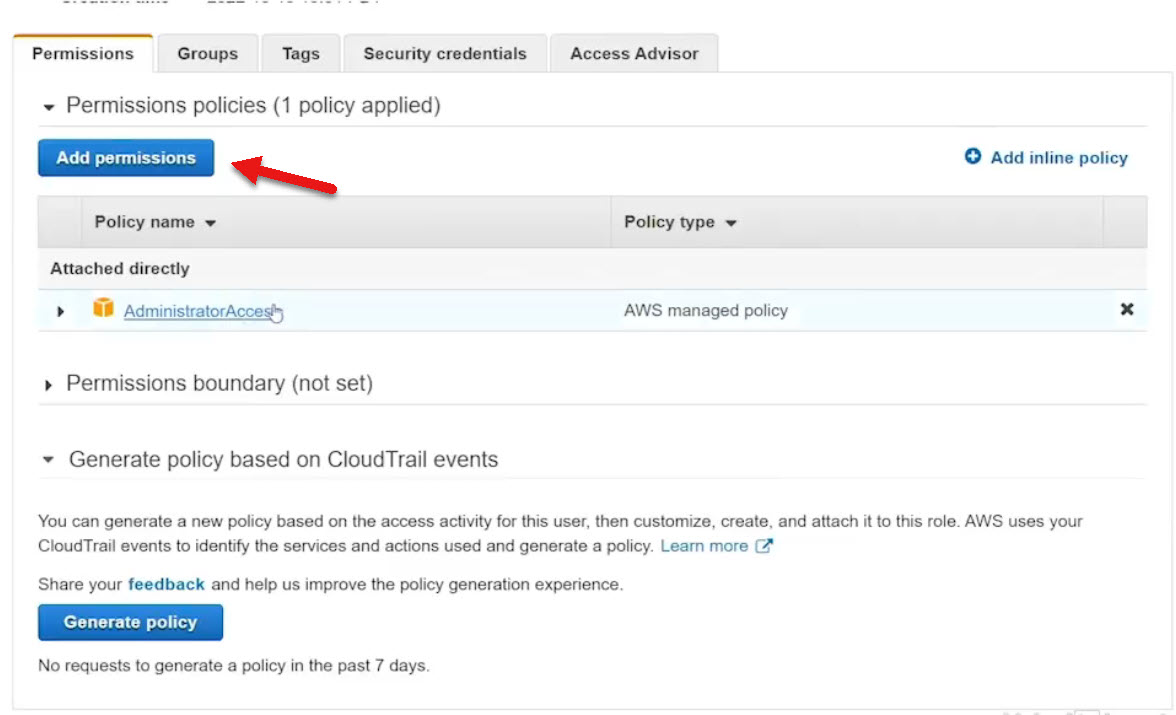 Permissions Groups Tags Security credentials Access Advisor
Permissions policies (1 policy applied)
Add permissions
Add inline policy
Policy name Policy type
Attached directly
AdministratorAcces AWS managed policy
Permissions boundary (not set)
Generate policy based on CloudTrail events
You can generate a new policy based on the access activity for this user, then customize, create, and attach it to this role. AWS uses your
CloudTrail events to identify the services and actions used and generate a policy. Learn more
Share your feedback and help us improve the policy generation experience.
Generate policy
No requests to generate a policy in the past 7 days.